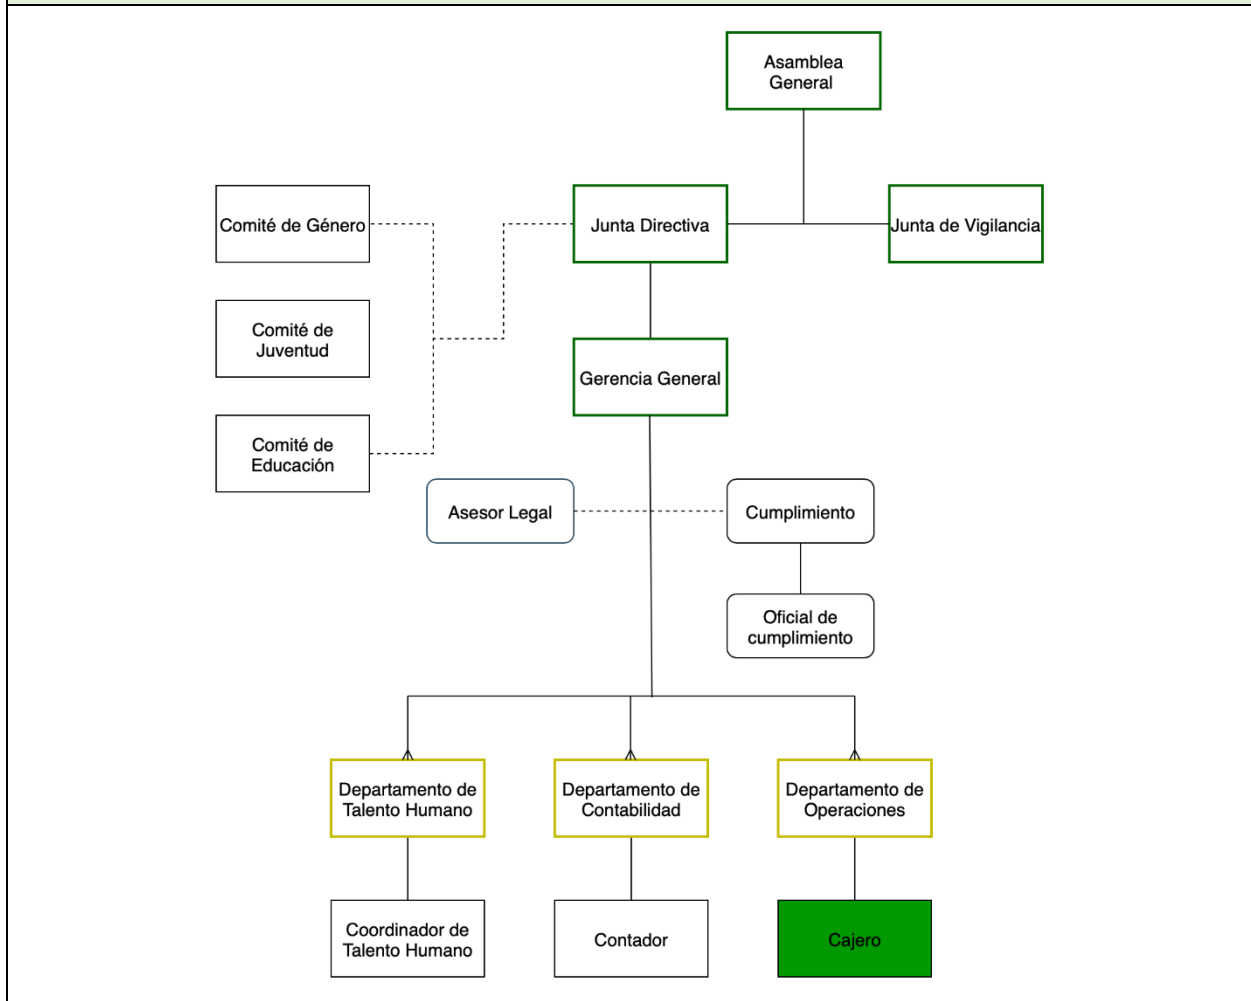 Asamblea
General
Comité de Género
Junta Directiva
Junta de Vigilancia
Comité de
Juventud
Gerencia General
Comité de
Educación
Asesor Legal
Cumplimiento
Oficial de
cumplimiento
Departamento de
Talento Humano
Departamento de
Contabilidad
Departamento de
Operaciones
Coordinador de
Talento Humano
Contador
Cajero